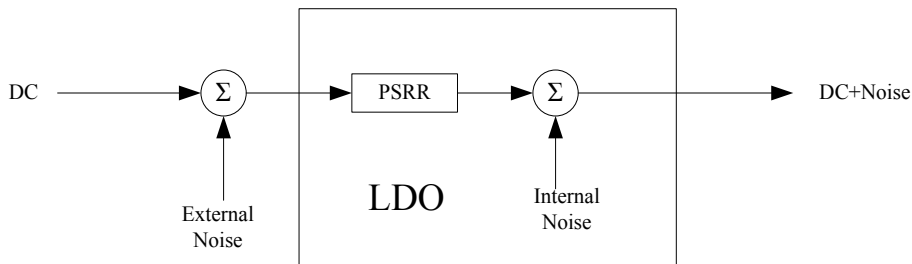 DC
Σ
PSRR
Σ
DC+Noise
External
Noise
LDO
Internal
Noise